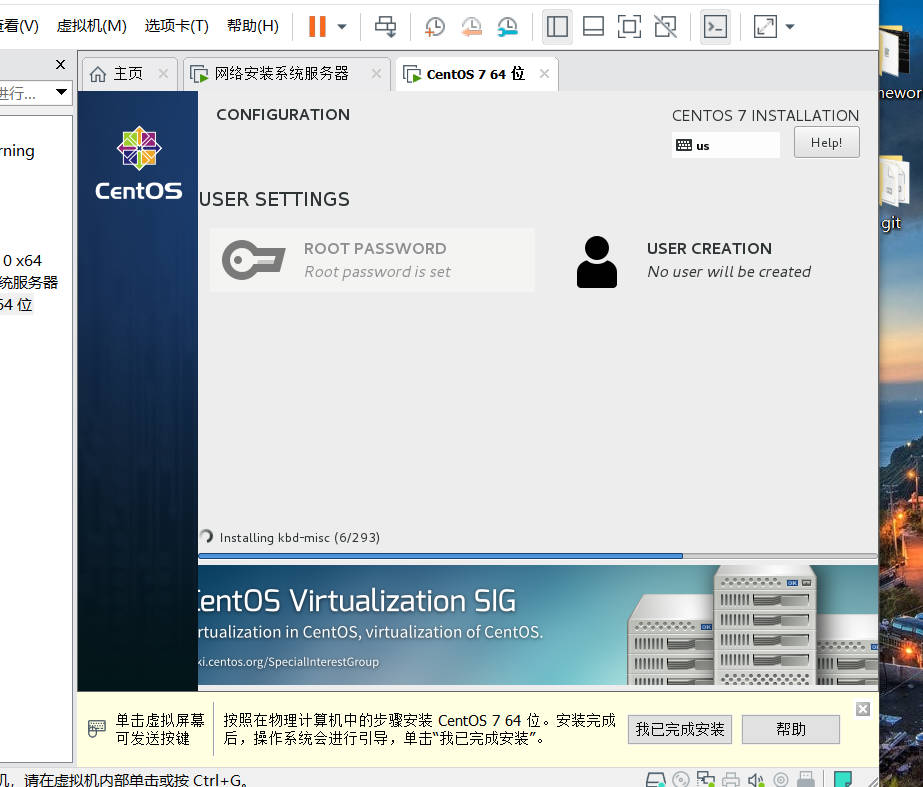 查看(V) 虚拟机(M) 选项卡(T) 帮助(H)
主页 网络安装系统服务器 CentOS 7 64 位
进行...
CONFIGURATION
CENTOS 7 INSTALLATION
us
Help!
CentOS
USER SETTINGS
ROOT PASSWORD
Root password is set
USER CREATION
No user will be created
rning
0 x64
统服务器
64 位
newor
git
Installing kbd-misc (6/293)
CentOS Virtualization SIG
rtualization in CentOS, virtualization of CentOS.
ki.centos.org/SpecialInterestGroup
OK
OK
OK
单击虚拟屏幕
可发送按键
按照在物理计算机中的步骤安装 CentOS 7 64 位。安装完成
后，操作系统会进行引导，单击“我已完成安装”。
我已完成安装
帮助
机，请在虚拟机内部单击或按 Ctrl+G。